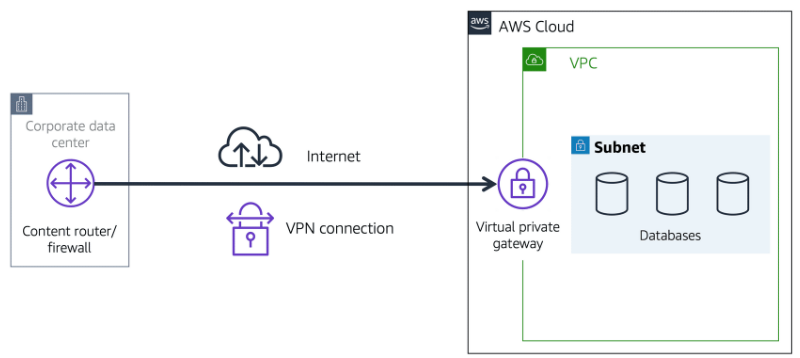 aws
AWS Cloud
VPC
Corporate data
center
Internet
Subnet
Content router/
firewall
VPN connection
Virtual private
gateway
Databases